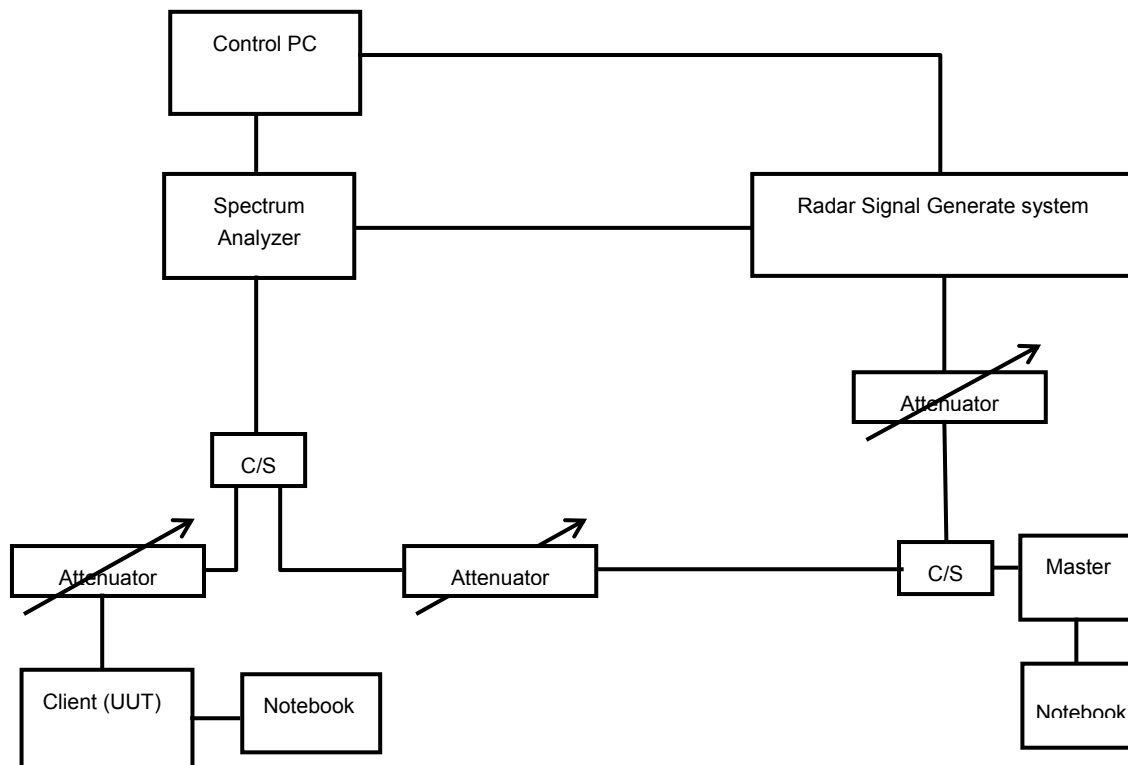 Control PC
Spectrum
Analyzer
Radar Signal Generate system
Attenuator
C/S
Attenuator
Attenuator
C/S
Master
Client (UUT)
Notebook
Notebook